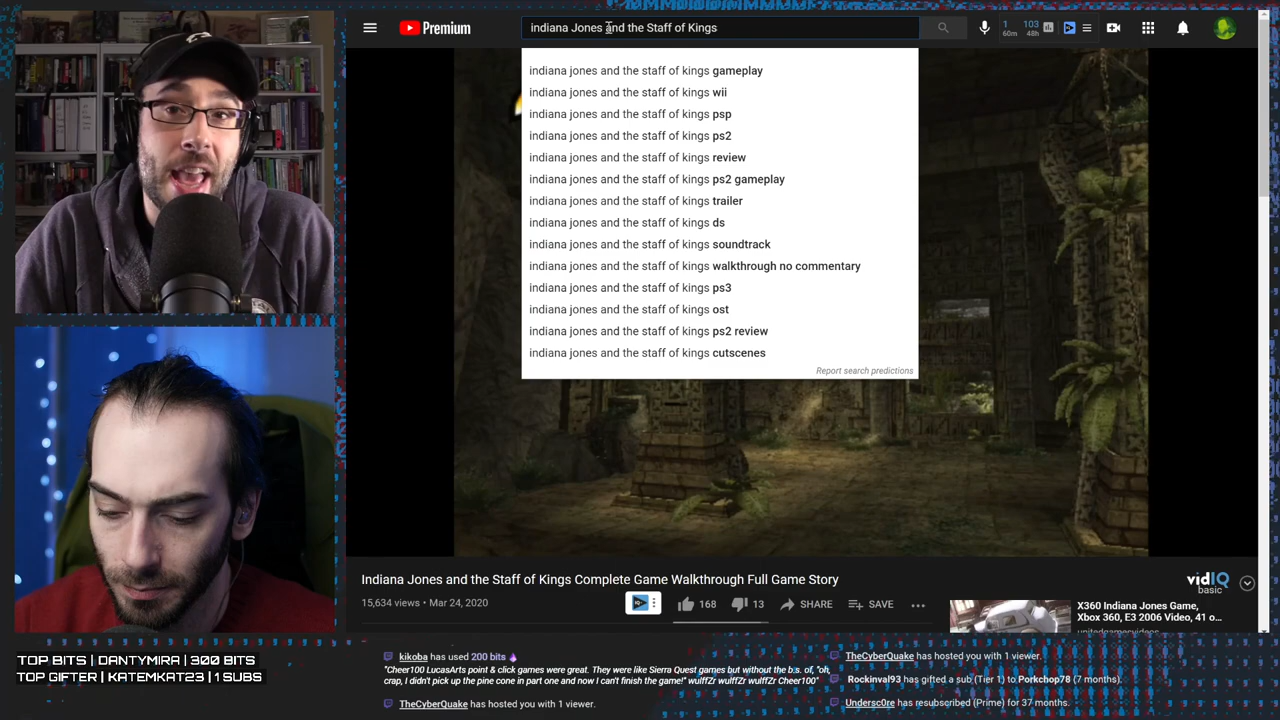 Premium
indiana Jones and the Staff of Kings
1
60m
103
48h
indiana jones and the staff of kings gameplay
indiana jones and the staff of kings wii
indiana jones and the staff of kings psp
indiana jones and the staff of kings ps2
indiana jones and the staff of kings review
indiana jones and the staff of kings ps2 gameplay
indiana jones and the staff of kings trailer
indiana jones and the staff of kings ds
indiana jones and the staff of kings soundtrack
indiana jones and the staff of kings walkthrough no commentary
indiana jones and the staff of kings ps3
indiana jones and the staff of kings ost
indiana jones and the staff of kings ps2 review
indiana jones and the staff of kings cutscenes
Report search predictions
Indiana Jones and the Staff of Kings Complete Game Walkthrough Full Game Story
15,634 views • Mar 24, 2020
168
13
SHARE
SAVE
vidIQ
basic
X360 Indiana Jones Game,
Xbox 360, E3 2006 Video, 41 o...
unitedgamesvideos
TOP BITS | DANTYMIRA | 300 BITS
TOP GIFTER | KATEMKAT23 | 1 SUBS
kikoba has used 200 bits
"Cheer100 LucasArts point & click games were great. They were like Sierra Quest games but without the b.s. of, "oh,
crap, I didn't pick up the pine cone in part one and now I can't finish the game!" wulffZr wulffZr wulffZr Cheer100"
TheCyberQuake has hosted you with 1 viewer.
TheCyberQuake has hosted you with 1 viewer.
Rockinval93 has gifted a sub (Tier 1) to Porkchop78 (7 months).
Undersc0re has resubscribed (Prime) for 37 months.